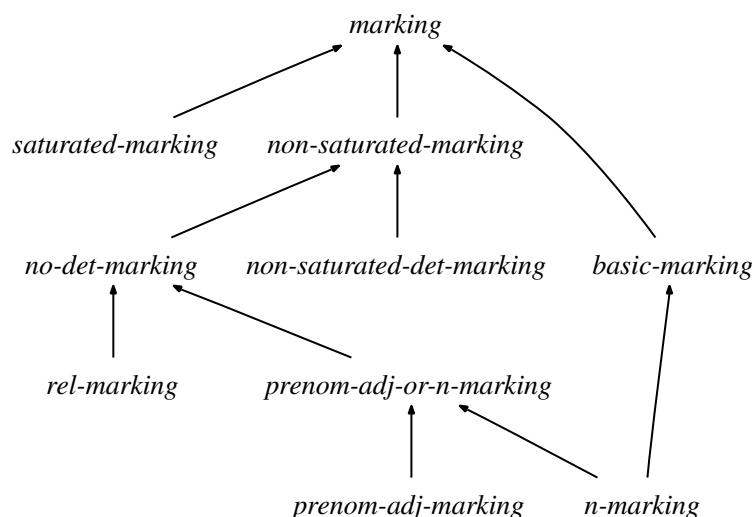 marking
saturated-marking non-saturated-marking
no-det-marking non-saturated-det-marking basic-marking
rel-marking prenom-adj-or-n-marking
prenom-adj-marking n-marking